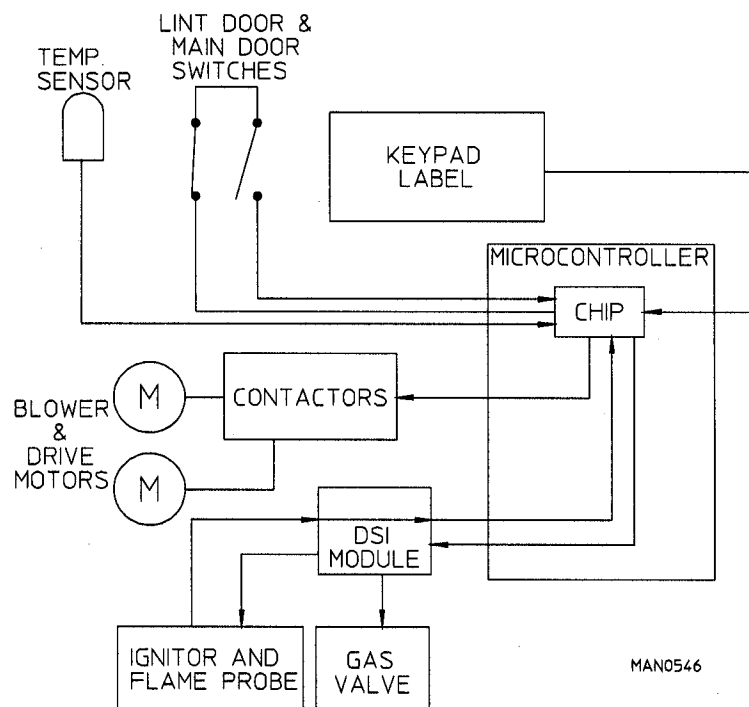 LINT DOOR &
MAIN DOOR
SWITCHES
TEMP.
SENSOR
KEYPAD
LABEL
MICROCONTROLLER
CHIP
M
CONTACTORS
BLOWER
&
DRIVE
MOTORS
M
DSI
MODULE
IGNITOR AND
FLAME PROBE
GAS
VALVE
MAN0546